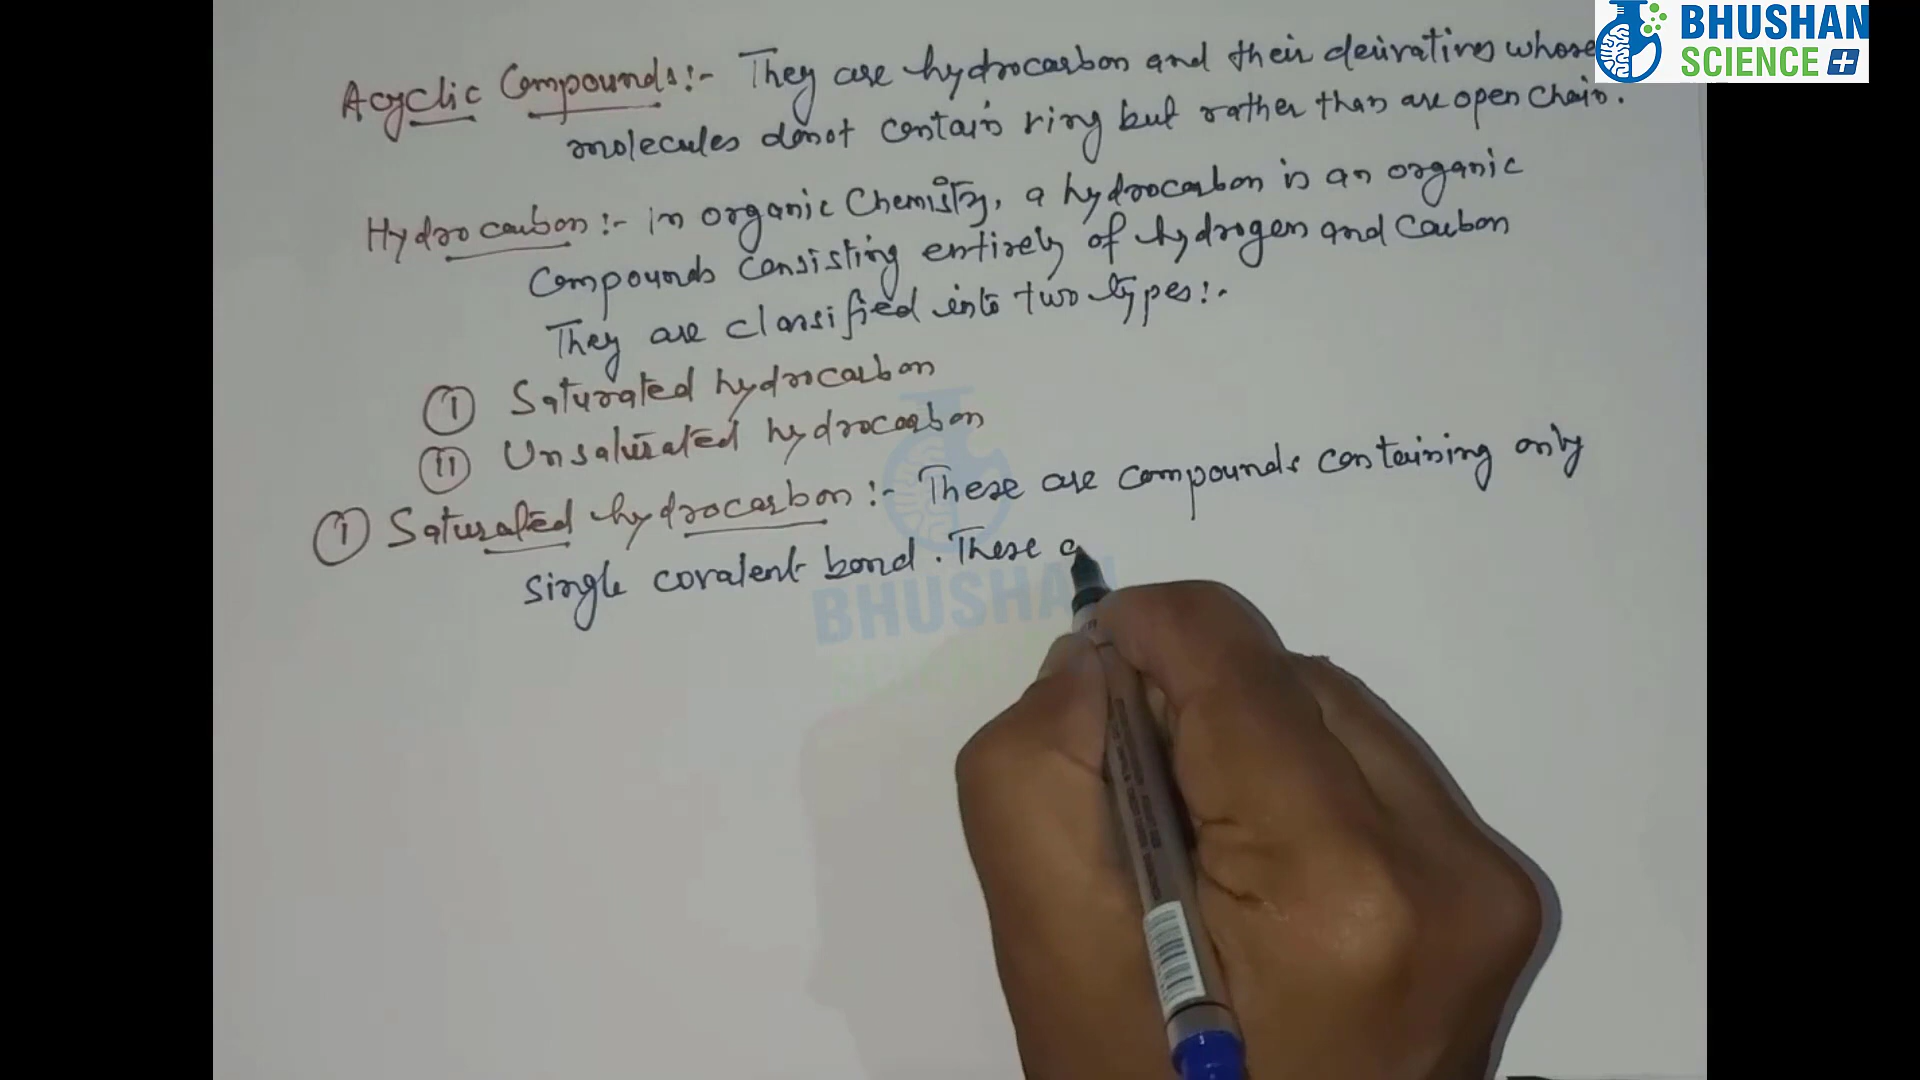 BHUSHAN
SCIENCE +
Acyclic Compounds:- They are hydrocarbon and their derivatives whose
molecules donot contain ring but rather than are open chain.
Hydrocarbon:- in organic Chemistry, a hydrocarbon is an organic
Compounds consisting entirely of hydrogen and Carbon
They are classified into two types:-
I Saturated hydrocarbon
II Unsaturated hydrocarbon
I Saturated hydrocarbon:- These are compounds containing only
single covalent bond. These a
BHUSHAN
SCIENCE